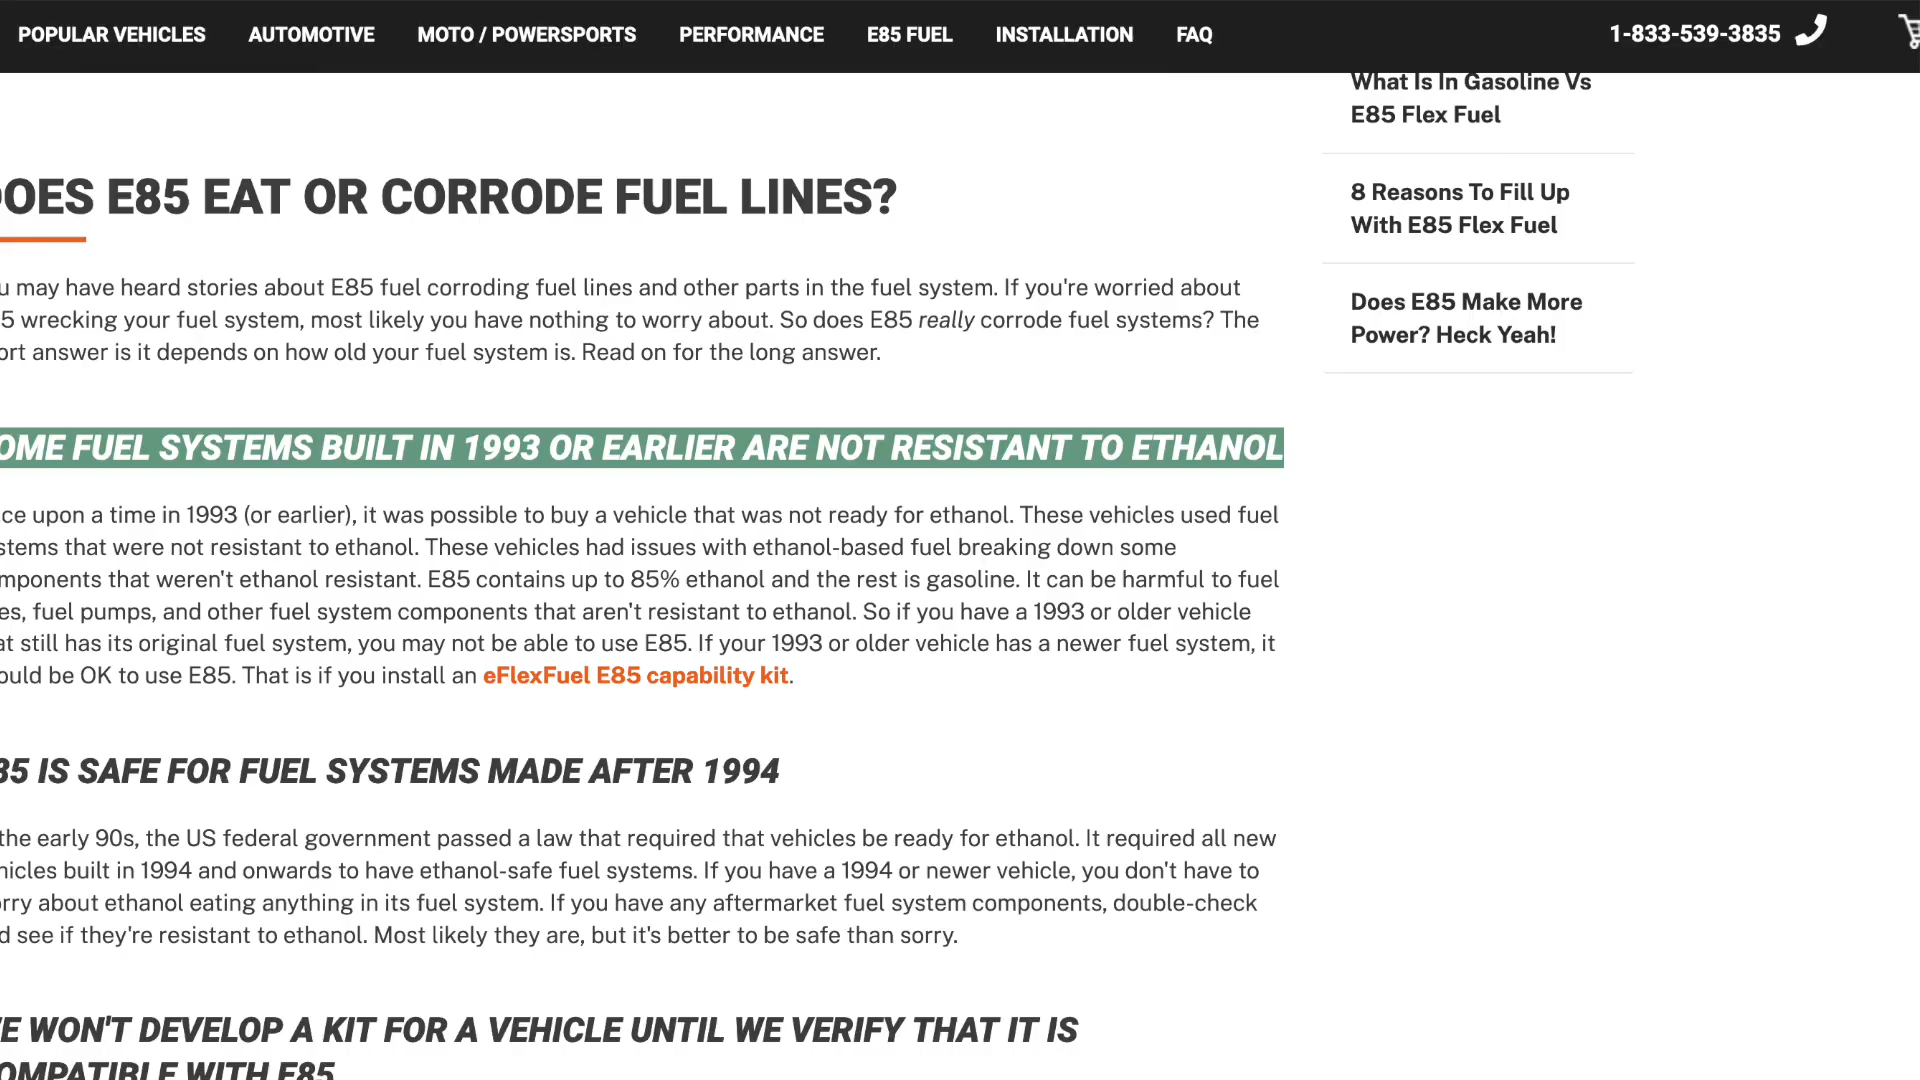 POPULAR VEHICLES AUTOMOTIVE MOTO / POWERSPORTS PERFORMANCE E85 FUEL INSTALLATION FAQ 1-833-539-3835
What Is In Gasoline Vs
E85 Flex Fuel
8 Reasons To Fill Up
With E85 Flex Fuel
Does E85 Make More
Power? Heck Yeah!
OES E85 EAT OR CORRODE FUEL LINES?
u may have heard stories about E85 fuel corroding fuel lines and other parts in the fuel system. If you're worried about
5 wrecking your fuel system, most likely you have nothing to worry about. So does E85 really corrode fuel systems? The
ort answer is it depends on how old your fuel system is. Read on for the long answer.
OME FUEL SYSTEMS BUILT IN 1993 OR EARLIER ARE NOT RESISTANT TO ETHANOL
ce upon a time in 1993 (or earlier), it was possible to buy a vehicle that was not ready for ethanol. These vehicles used fuel
stems that were not resistant to ethanol. These vehicles had issues with ethanol-based fuel breaking down some
mponents that weren't ethanol resistant. E85 contains up to 85% ethanol and the rest is gasoline. It can be harmful to fuel
es, fuel pumps, and other fuel system components that aren't resistant to ethanol. So if you have a 1993 or older vehicle
at still has its original fuel system, you may not be able to use E85. If your 1993 or older vehicle has a newer fuel system, it
ould be OK to use E85. That is if you install an eFlexFuel E85 capability kit.
85 IS SAFE FOR FUEL SYSTEMS MADE AFTER 1994
the early 90s, the US federal government passed a law that required that vehicles be ready for ethanol. It required all new
hicles built in 1994 and onwards to have ethanol-safe fuel systems. If you have a 1994 or newer vehicle, you don't have to
orry about ethanol eating anything in its fuel system. If you have any aftermarket fuel system components, double-check
d see if they're resistant to ethanol. Most likely they are, but it's better to be safe than sorry.
E WON'T DEVELOP A KIT FOR A VEHICLE UNTIL WE VERIFY THAT IT IS
OMPATIBLE WITH E85